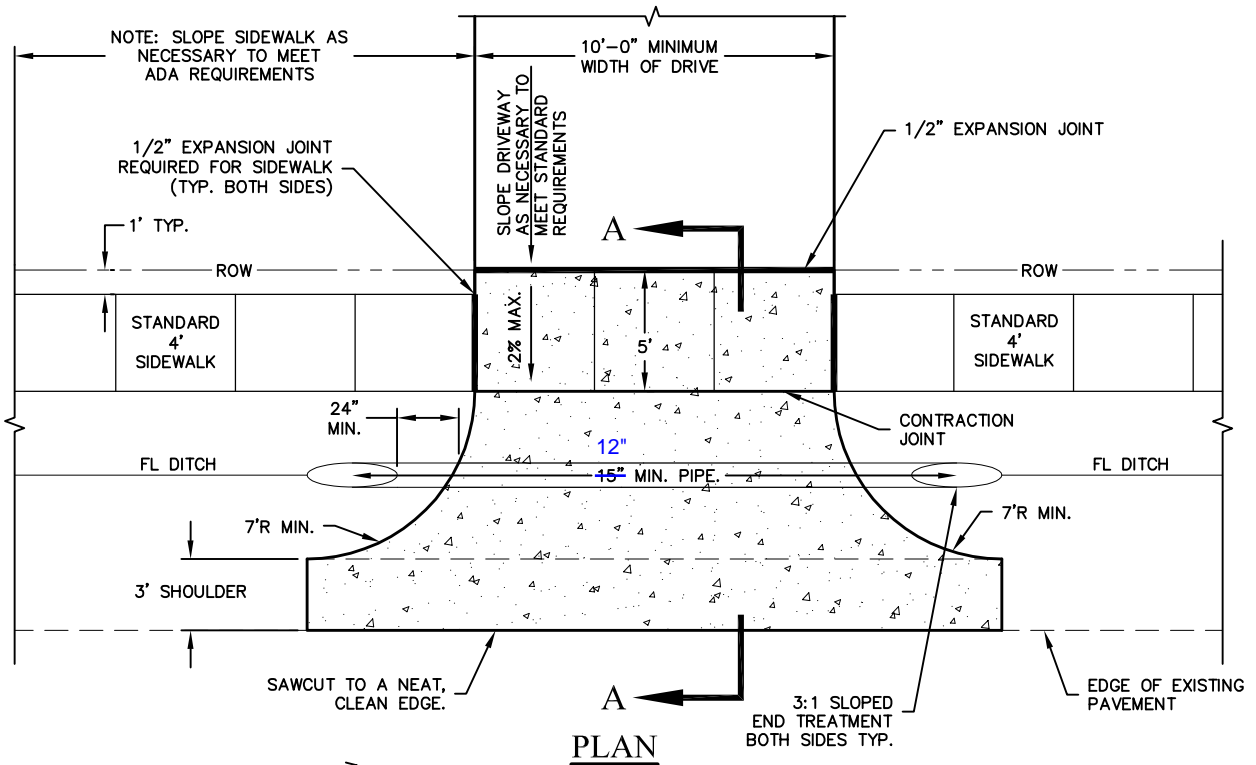 NOTE: SLOPE SIDEWALK AS
NECESSARY TO MEET
ADA REQUIREMENTS
10'-0" MINIMUM
WIDTH OF DRIVE
SLOPE DRIVEWAY
AS NECESSARY TO
MEET STANDARD
REQUIREMENTS
1/2" EXPANSION JOINT
1/2" EXPANSION JOINT
REQUIRED FOR SIDEWALK
(TYP. BOTH SIDES)
1' TYP.
A
ROW
ROW
STANDARD
4'
SIDEWALK
2% MAX.
5'
STANDARD
4'
SIDEWALK
24"
MIN.
CONTRACTION
JOINT
12"
FL DITCH
15" MIN. PIPE.
FL DITCH
7'R MIN.
7'R MIN.
3' SHOULDER
SAWCUT TO A NEAT,
CLEAN EDGE.
A
3:1 SLOPED
END TREATMENT
BOTH SIDES TYP.
EDGE OF EXISTING
PAVEMENT
PLAN